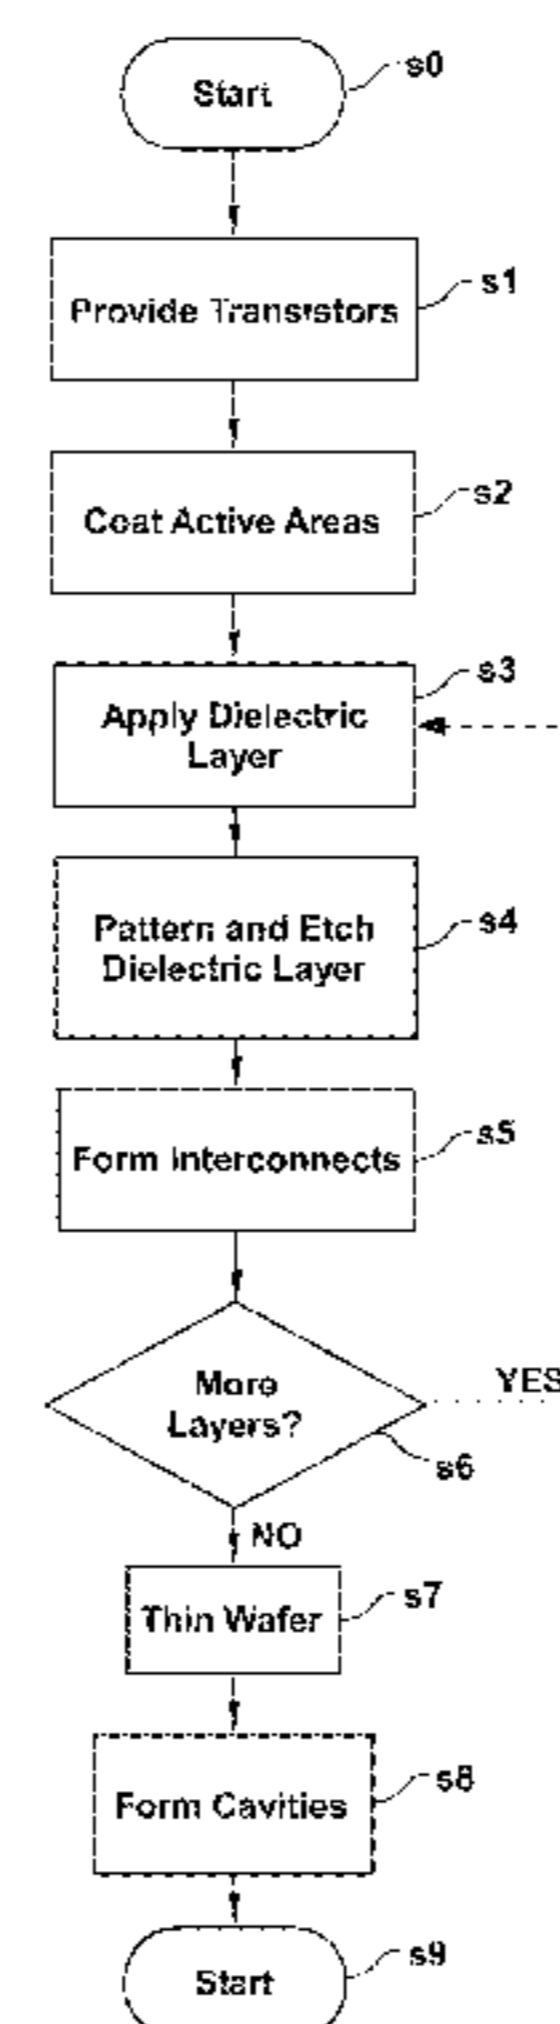 Start
s0
Provide Transistors
s1
Coat Active Areas
s2
s3
Apply Dielectric
Layer
Pattern and Etch
Dielectric Layer
s4
Form Interconnects
s5
More
Layers?
YES
s6
NO
Thin Wafer
s7
Form Cavities
s8
Start
s9